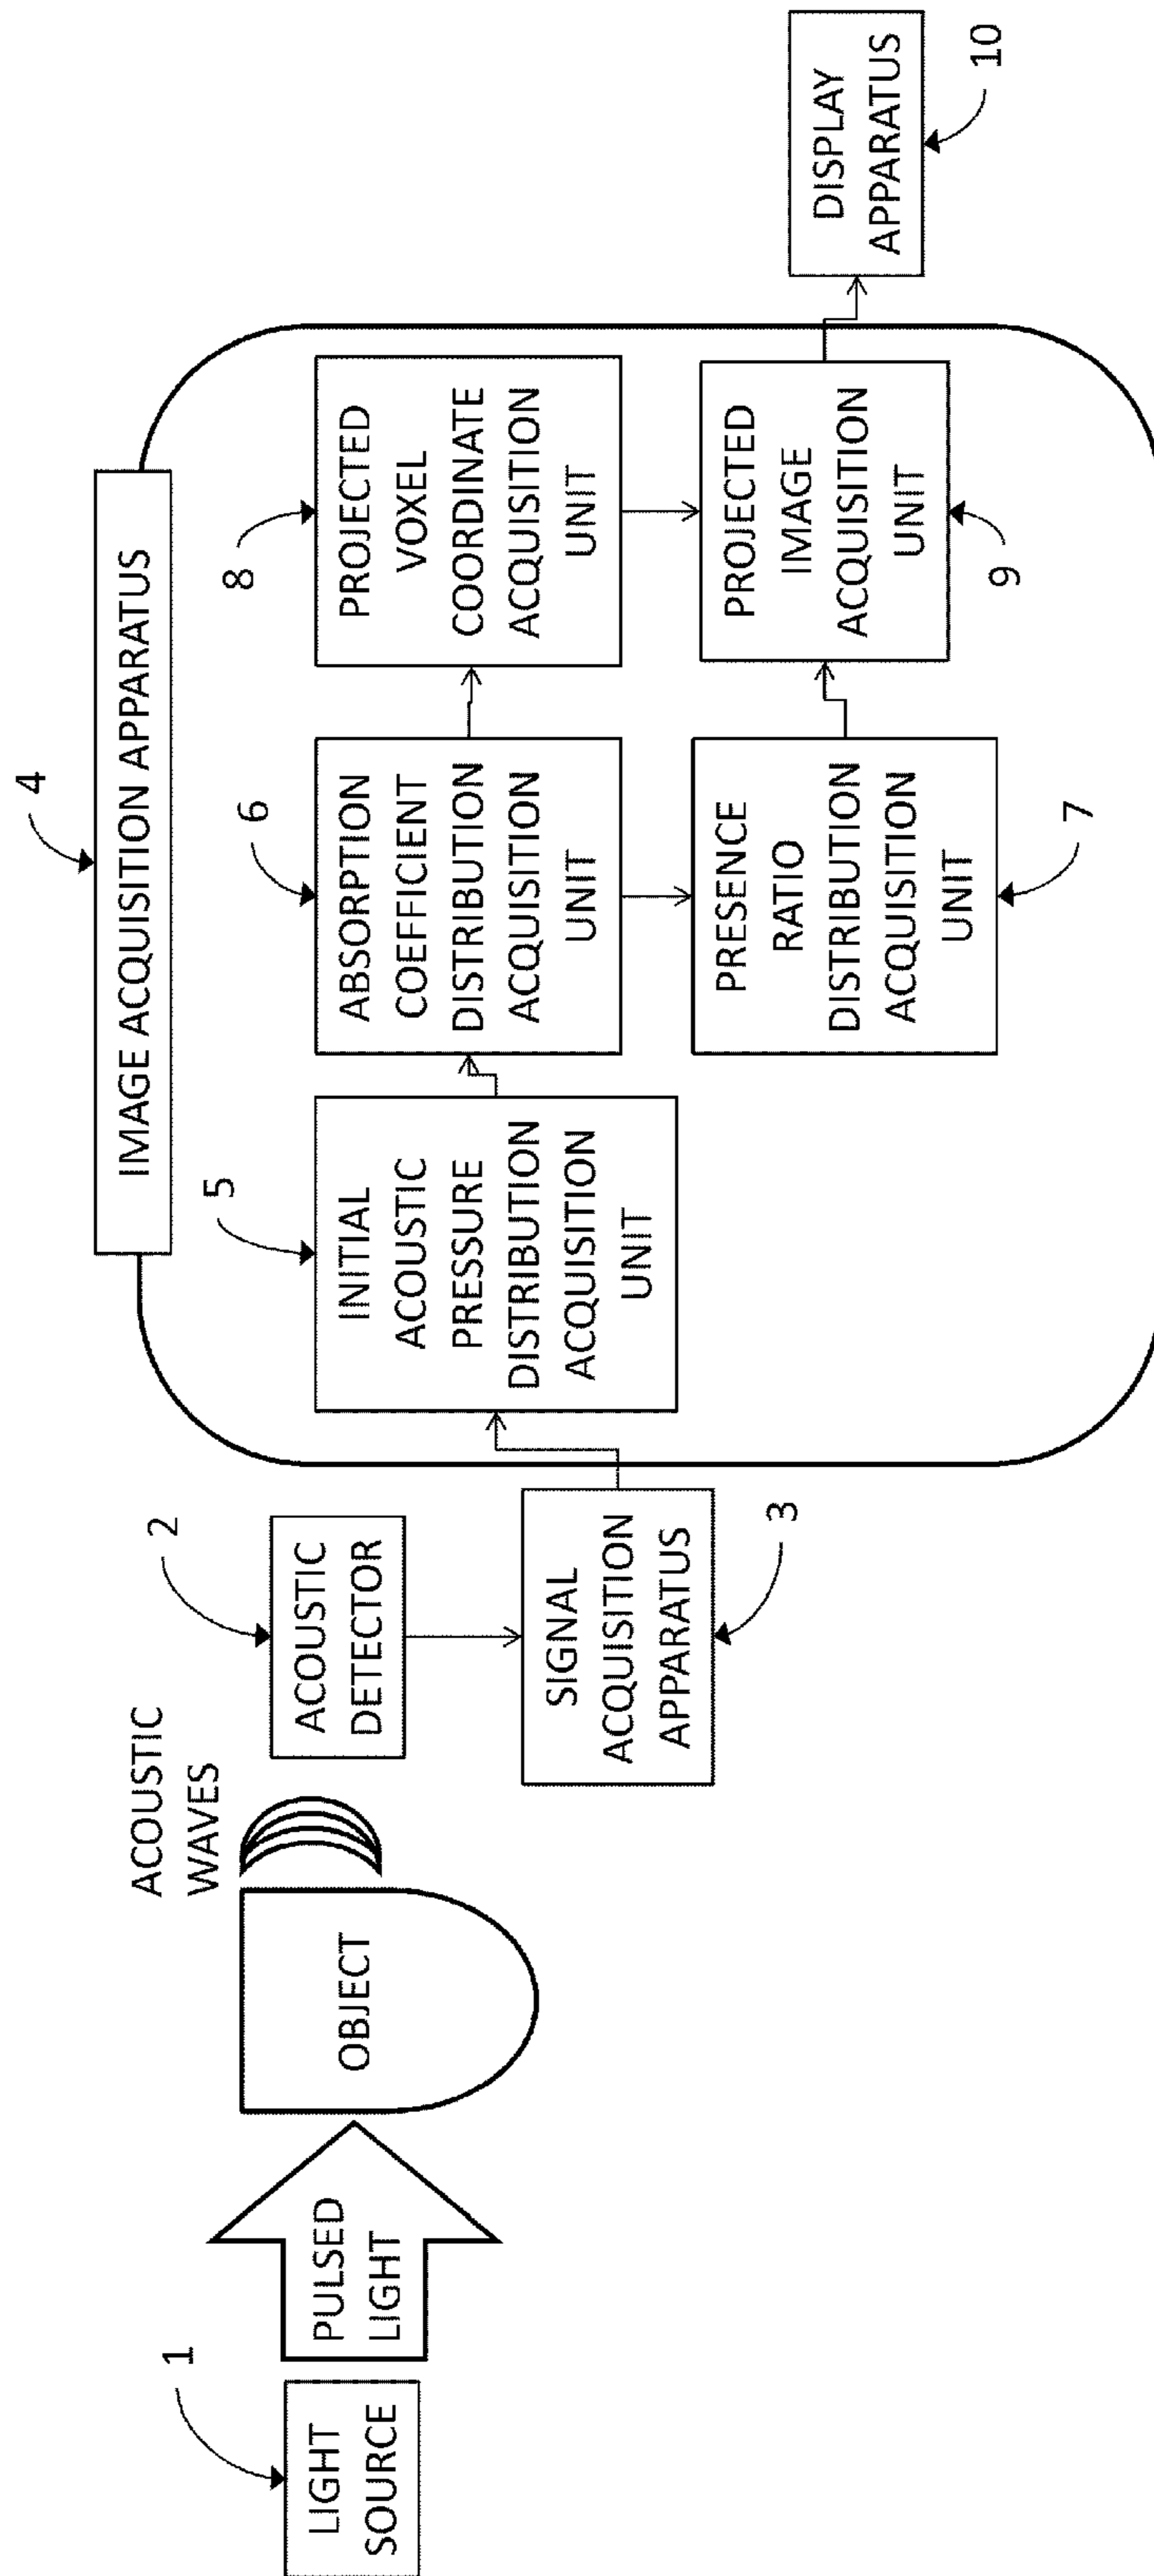 4
IMAGE ACQUISITION APPARATUS
1
LIGHT
SOURCE
PULSED
LIGHT
OBJECT
ACOUSTIC
WAVES
2
ACOUSTIC
DETECTOR
SIGNAL
ACQUISITION
APPARATUS
3
5
INITIAL
ACOUSTIC
PRESSURE
DISTRIBUTION
ACQUISITION
UNIT
6
ABSORPTION
COEFFICIENT
DISTRIBUTION
ACQUISITION
UNIT
8
PROJECTED
VOXEL
COORDINATE
ACQUISITION
UNIT
PRESENCE
RATIO
DISTRIBUTION
ACQUISITION
UNIT
7
PROJECTED
IMAGE
ACQUISITION
UNIT
9
DISPLAY
APPARATUS
10